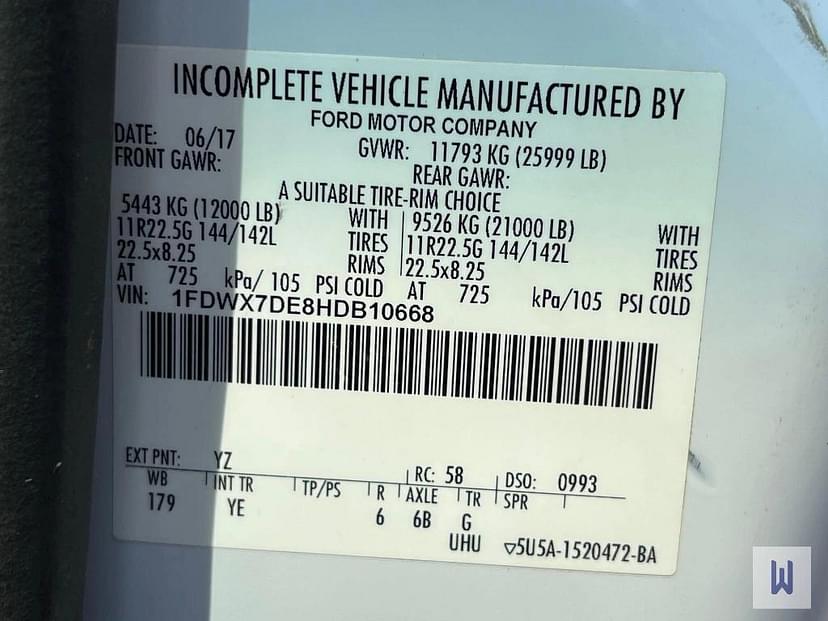 INCOMPLETE VEHICLE MANUFACTURED BY
FORD MOTOR COMPANY
DATE: 06/17 GVWR: 11793 KG (25999 LB)
FRONT GAWR: REAR GAWR:
A SUITABLE TIRE-RIM CHOICE
5443 KG (12000 LB) WITH 9526 KG (21000 LB) WITH
11R22.5G 144/142L TIRES 11R22.5G 144/142L TIRES
22.5x8.25 RIMS 22.5x8.25 RIMS
AT 725 kPa/ 105 PSI COLD AT 725 kPa/105 PSI COLD
VIN: 1FDWX7DE8HDB10668
EXT PNT: YZ RC: 58 DSO: 0993
WB INT TR TP/PS R AXLE TR SPR
179 YE 6 6B G
UHU ▽5U5A-1520472-BA
W